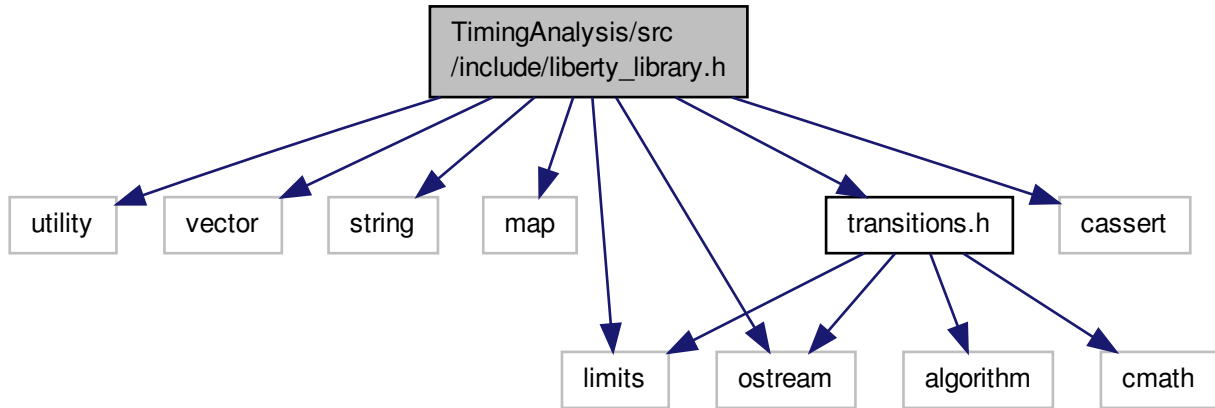 TimingAnalysis/src
/include/liberty_library.h
utility
vector
string
map
transitions.h
cassert
limits
ostream
algorithm
cmath